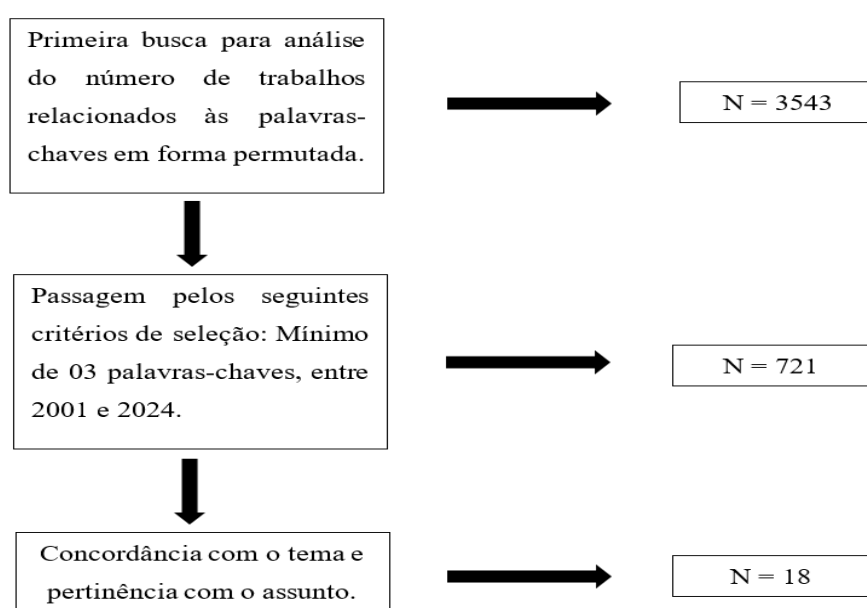 Primeira busca para análise
do número de trabalhos
relacionados às palavras-
chaves em forma permutada.
N = 3543
Passagem pelos seguintes
critérios de seleção: Mínimo
de 03 palavras-chaves, entre
2001 e 2024.
N = 721
Concordância com o tema e
pertinência com o assunto.
N = 18